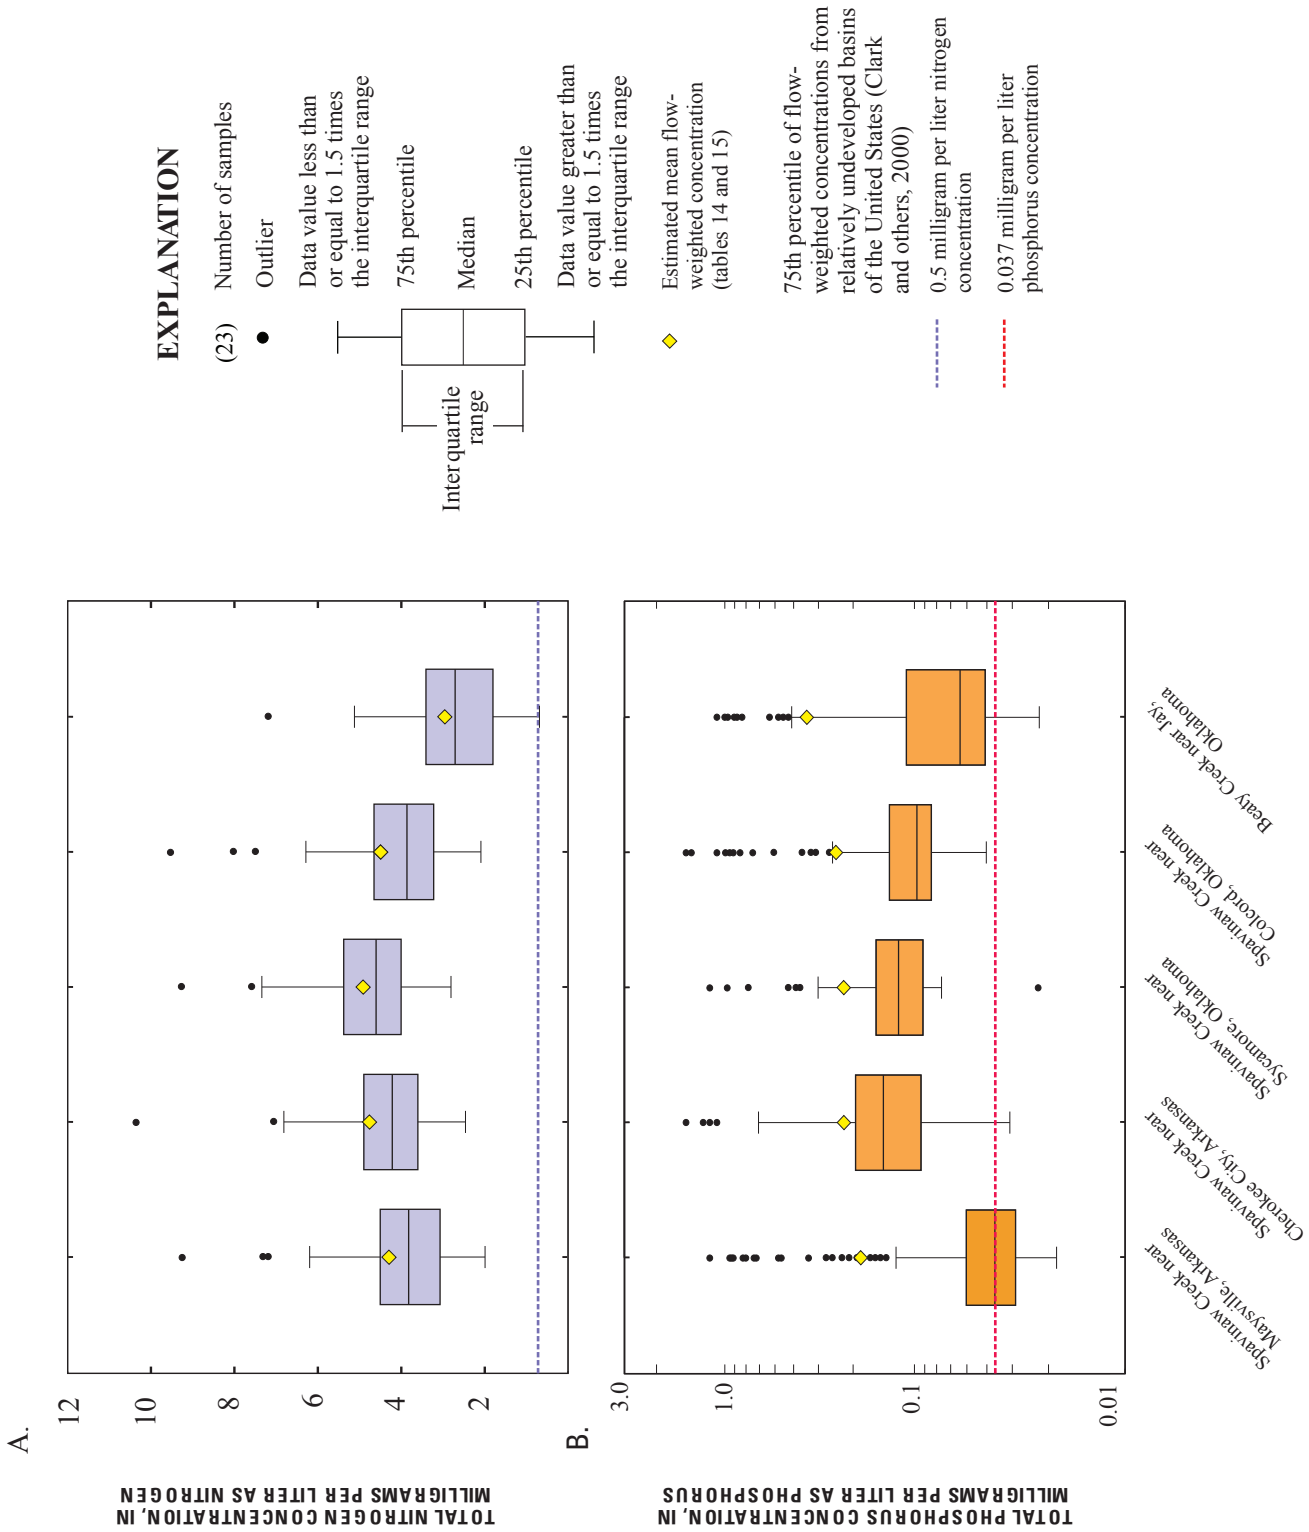 A.
TOTAL NITROGEN CONCENTRATION, IN
MILLIGRAMS PER LITER AS NITROGEN
12
10
8
6
4
2
B.
TOTAL PHOSPHORUS CONCENTRATION, IN
MILLIGRAMS PER LITER AS PHOSPHORUS
3.0
1.0
0.1
0.01
Spavinaw Creek near
Maysville, Arkansas
Spavinaw Creek near
Cherokee City, Arkansas
Spavinaw Creek near
Sycamore, Oklahoma
Spavinaw Creek near
Colcord, Oklahoma
Beaty Creek near Jay,
Oklahoma
EXPLANATION
(23) Number of samples
Outlier
Data value less than
or equal to 1.5 times
the interquartile range
75th percentile
Median
25th percentile
Interquartile
range
Data value greater than
or equal to 1.5 times
the interquartile range
Estimated mean flow-
weighted concentration
(tables 14 and 15)
75th percentile of flow-
weighted concentrations from
relatively undeveloped basins
of the United States (Clark
and others, 2000)
0.5 milligram per liter nitrogen
concentration
0.037 milligram per liter
phosphorus concentration